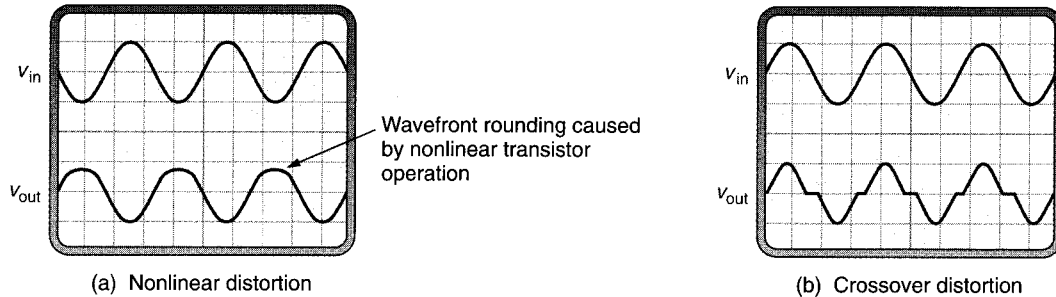 v_in
v_out
Wavefront rounding caused
by nonlinear transistor
operation
(a) Nonlinear distortion
v_in
v_out
(b) Crossover distortion